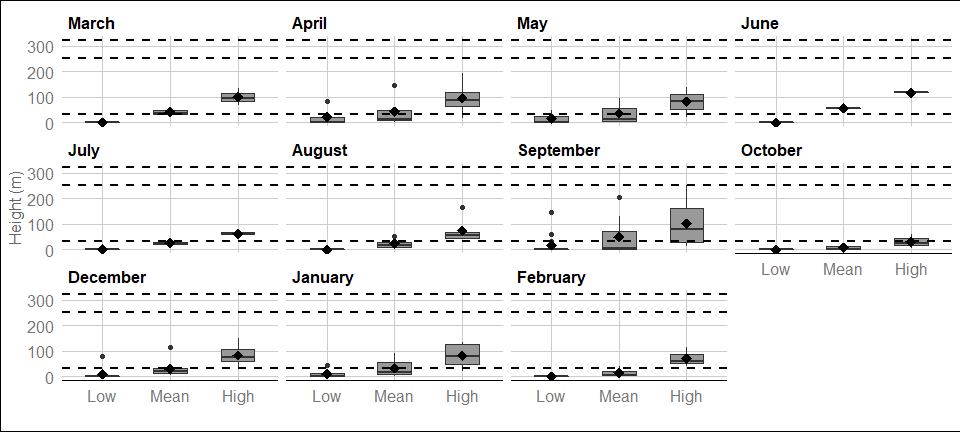 March April May June
300
200
100
0
July August September October
Height (m)
300
200
100
0
Low Mean High
December January February
300
200
100
0
Low Mean High Low Mean High Low Mean High